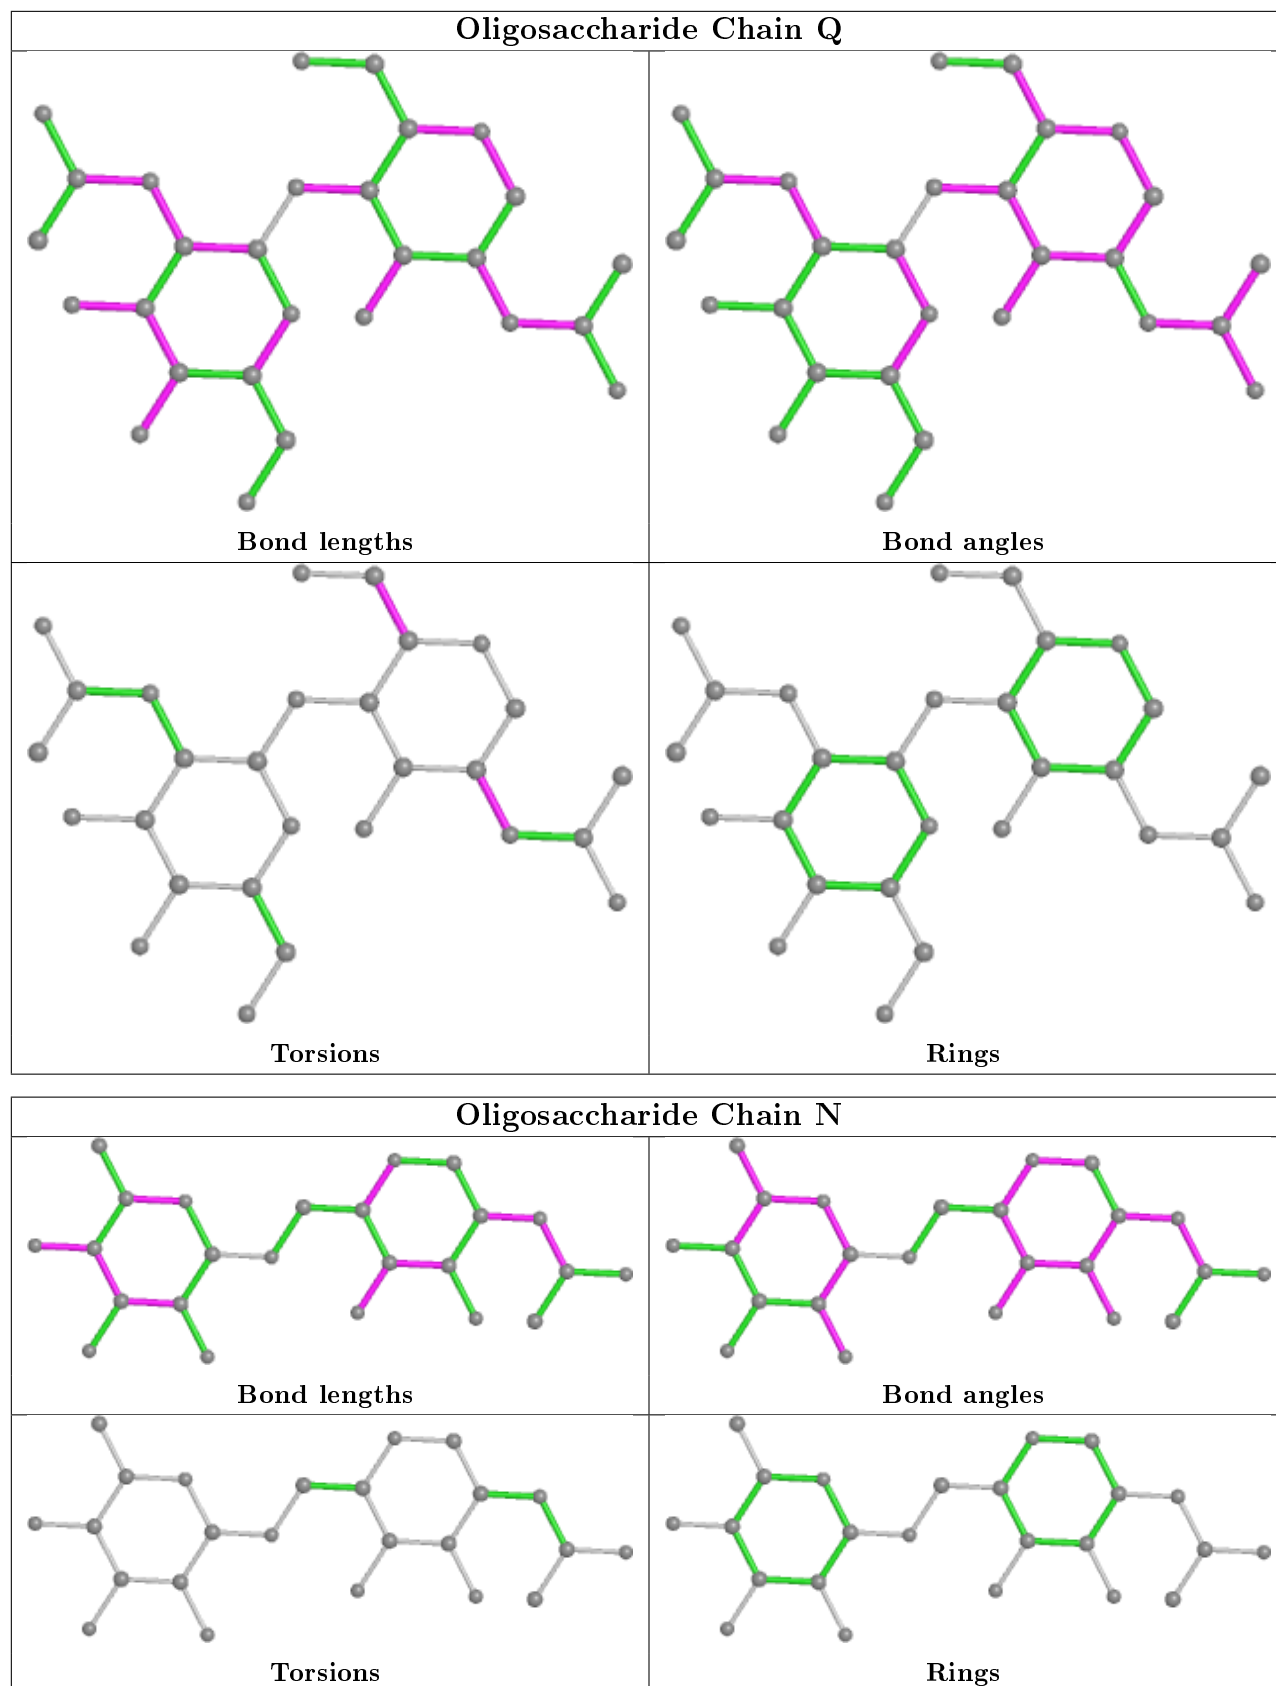 Oligosaccharide Chain Q
Bond lengths
Bond angles
Torsions
Rings
Oligosaccharide Chain N
Bond lengths
Bond angles
Torsions
Rings